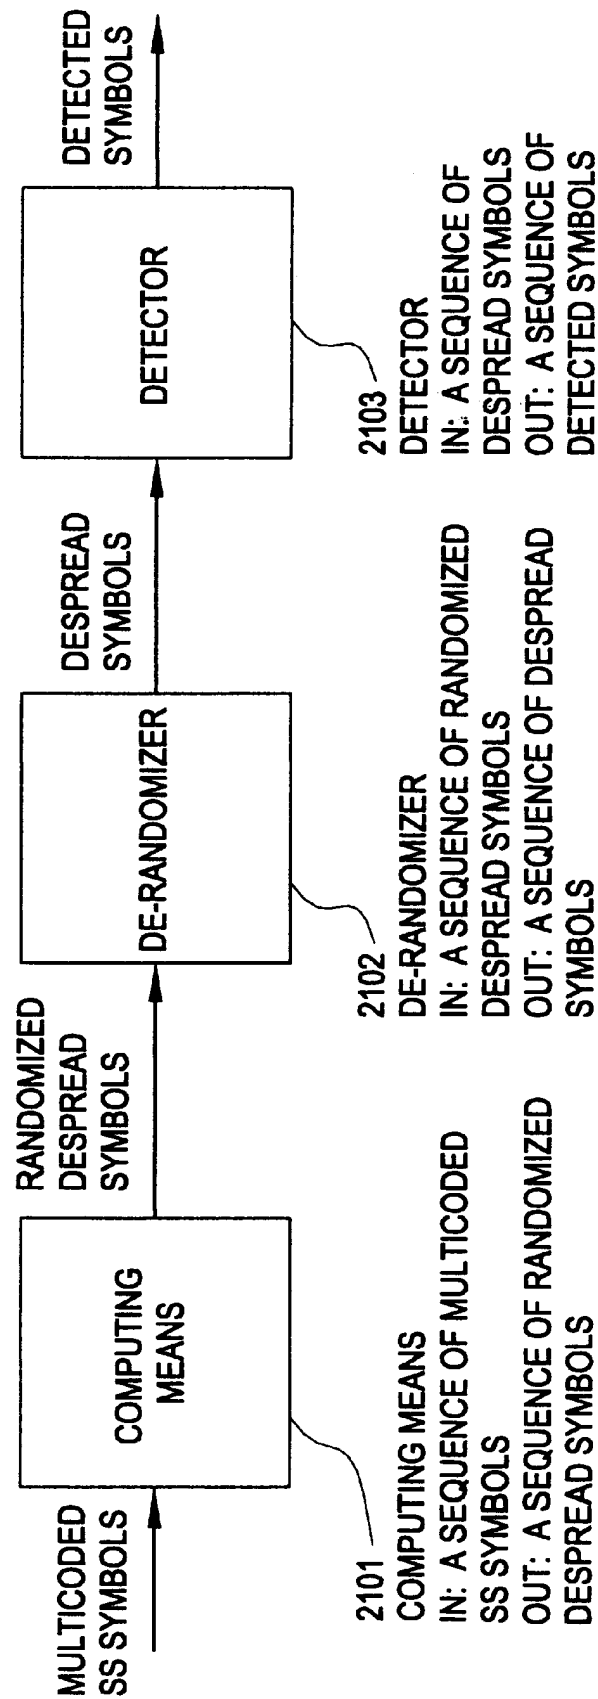 MULTICODED
SS SYMBOLS
COMPUTING
MEANS
RANDOMIZED
DESPREAD
SYMBOLS
DE-RANDOMIZER
DESPREAD
SYMBOLS
DETECTOR
DETECTED
SYMBOLS
2101
COMPUTING MEANS
IN: A SEQUENCE OF MULTICODED
SS SYMBOLS
OUT: A SEQUENCE OF RANDOMIZED
DESPREAD SYMBOLS
2102
DE-RANDOMIZER
IN: A SEQUENCE OF RANDOMIZED
DESPREAD SYMBOLS
OUT: A SEQUENCE OF DESPREAD
SYMBOLS
2103
DETECTOR
IN: A SEQUENCE OF
DESPREAD SYMBOLS
OUT: A SEQUENCE OF
DETECTED SYMBOLS